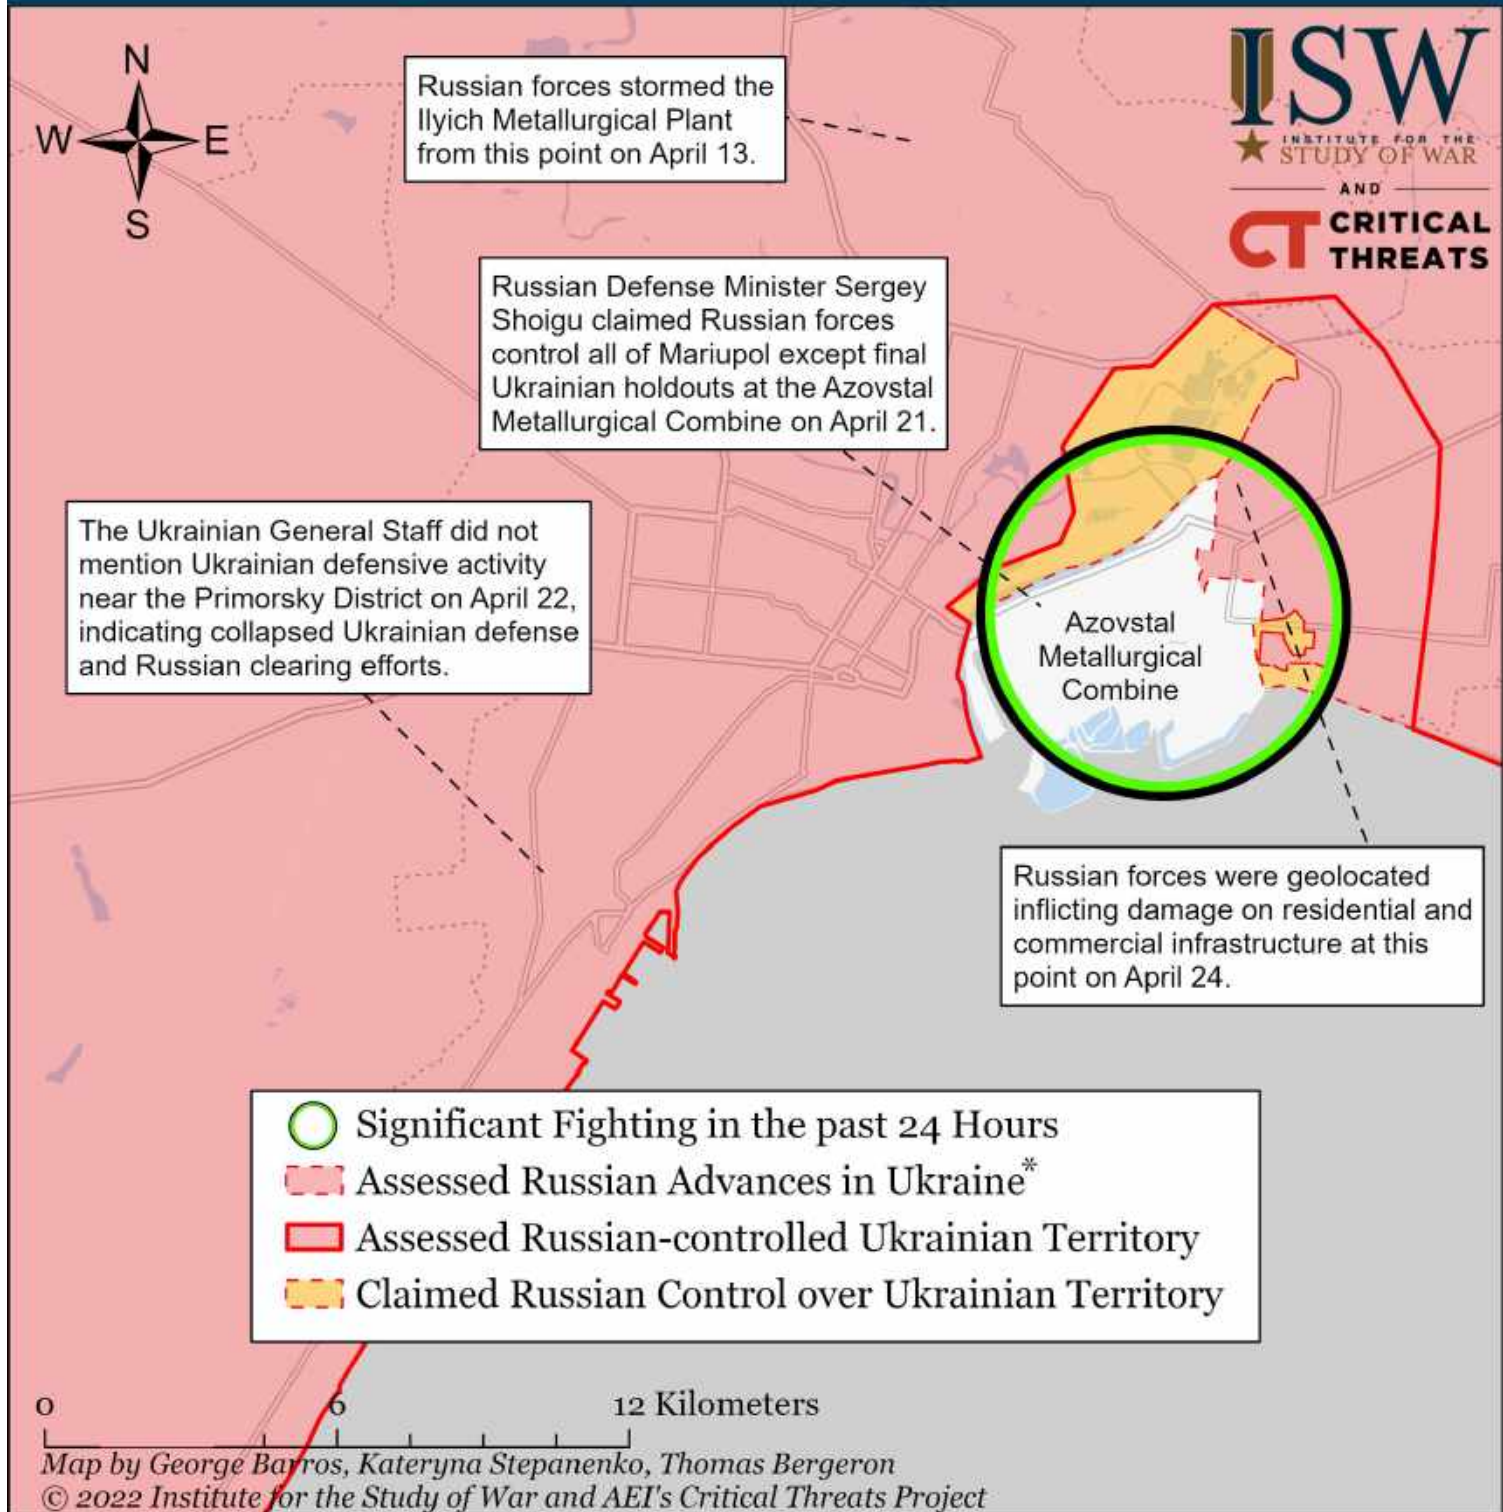 N
W
E
S
Russian forces stormed the
Ilyich Metallurgical Plant
from this point on April 13.
ISW
INSTITUTE FOR THE
STUDY OF WAR
AND
CT CRITICAL
THREATS
Russian Defense Minister Sergey
Shoigu claimed Russian forces
control all of Mariupol except final
Ukrainian holdouts at the Azovstal
Metallurgical Combine on April 21.
The Ukrainian General Staff did not
mention Ukrainian defensive activity
near the Primorsky District on April 22,
indicating collapsed Ukrainian defense
and Russian clearing efforts.
Azovstal
Metallurgical
Combine
Russian forces were geolocated
inflicting damage on residential and
commercial infrastructure at this
point on April 24.
Significant Fighting in the past 24 Hours
Assessed Russian Advances in Ukraine*
Assessed Russian-controlled Ukrainian Territory
Claimed Russian Control over Ukrainian Territory
0 6 12 Kilometers
Map by George Barros, Kateryna Stepanenko, Thomas Bergeron
© 2022 Institute for the Study of War and AEI's Critical Threats Project